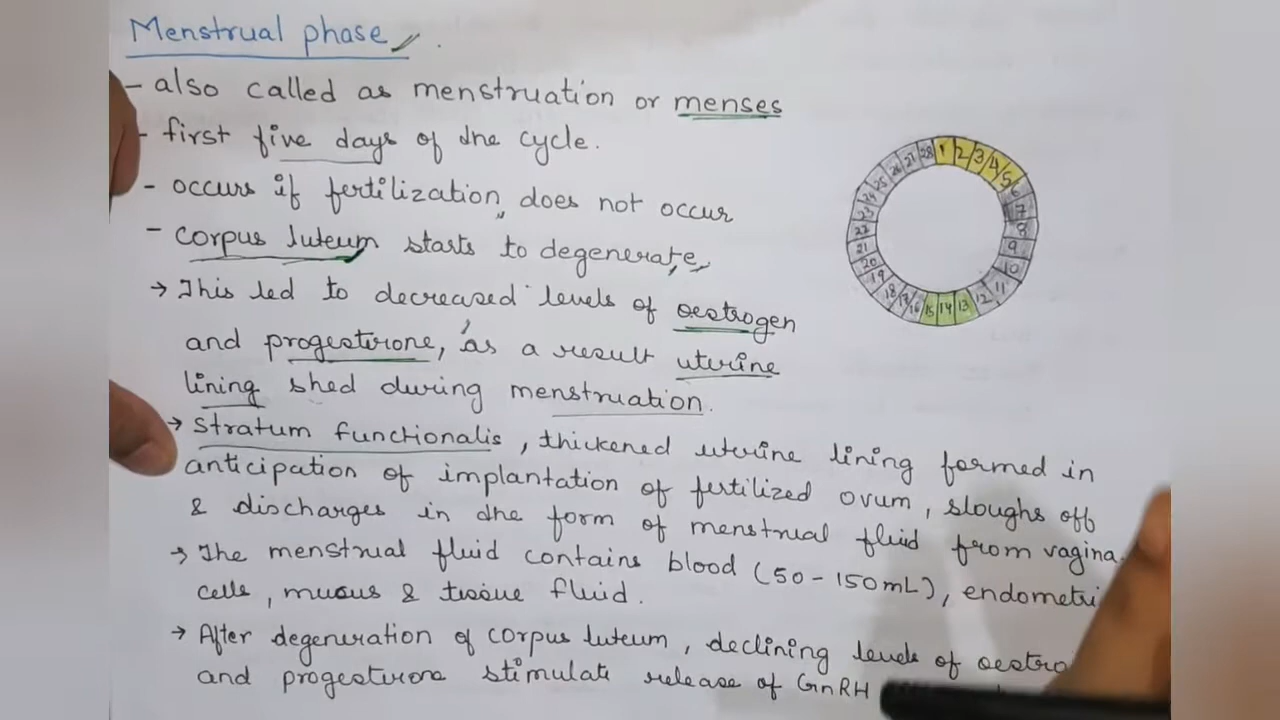 Menstrual phase
- also called as menstruation or menses
- first five days of the cycle.
- occurs if fertilization, does not occur
- corpus luteum starts to degenerate,
→ This led to decreased levels of oestrogen
and progesterone, as a result uterine
lining shed during menstruation.
→ Stratum functionalis, thickened uterine lining formed in
anticipation of implantation of fertilized ovum, sloughs off
& discharges in the form of menstrual fluid from vagina.
→ The menstrual fluid contains blood (50-150mL), endometri
cells, mucus & tissue fluid.
→ After degeneration of corpus luteum, declining levels of oestro
and progesterone stimulate release of GnRH
1 2 3 4 5 6 7 8 9 10 11 12 13 14 15 16 17 18 19 20 21 22 23 24 25 26 27 28